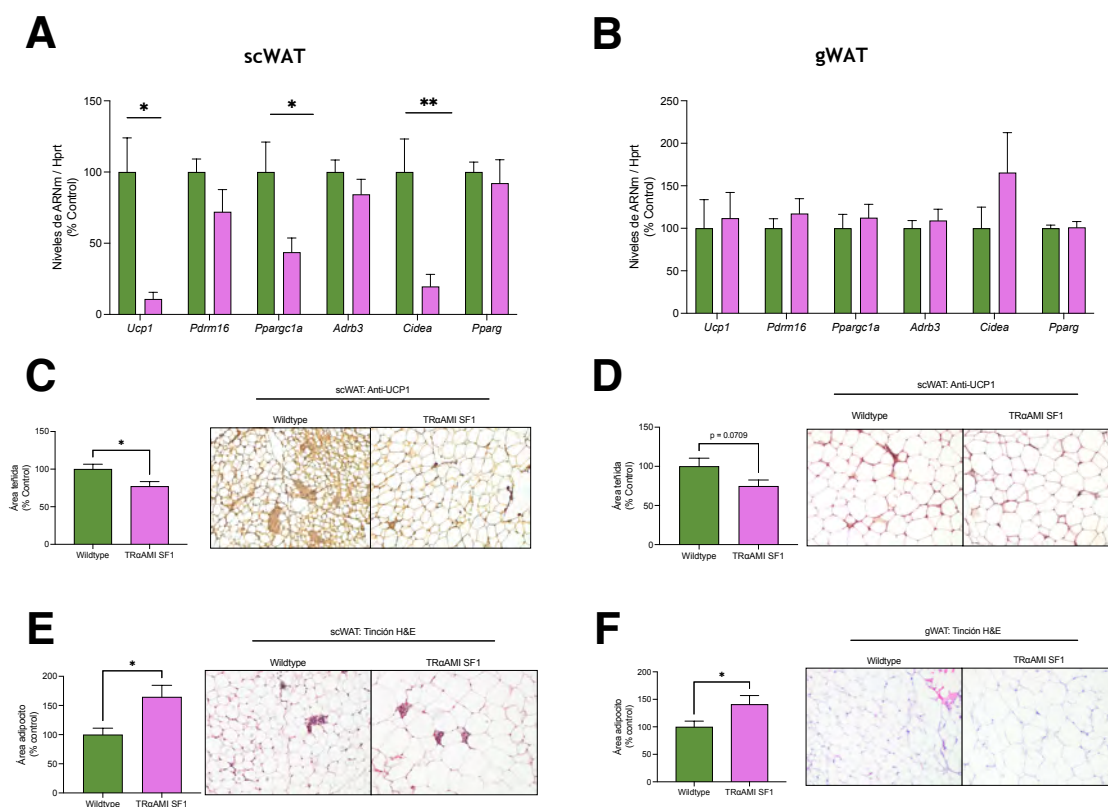 A
scWAT
Niveles de ARNm / Hprt
(% Control)
150
100
50
0
*
*
**
Ucp1
Pdrm16
Ppargc1a
Adrb3
Cidea
Pparg
B
gWAT
Niveles de ARNm / Hprt
(% Control)
250
200
150
100
50
0
Ucp1
Pdrm16
Ppargc1a
Adrb3
Cidea
Pparg
C
scWAT: Anti-UCP1
Wildtype
TRαAMI SF1
Área teñida
(% Control)
150
100
50
0
*
Wildtype
TRαAMI SF1
D
scWAT: Anti-UCP1
Wildtype
TRαAMI SF1
Área teñida
(% Control)
150
100
50
0
p = 0.0709
Wildtype
TRαAMI SF1
E
scWAT: Tinción H&E
Wildtype
TRαAMI SF1
Área adipocito
(% control)
200
150
100
50
0
*
Wildtype
TRαAMI SF1
F
gWAT: Tinción H&E
Wildtype
TRαAMI SF1
Área adipocito
(% control)
200
150
100
50
0
*
Wildtype
TRαAMI SF1